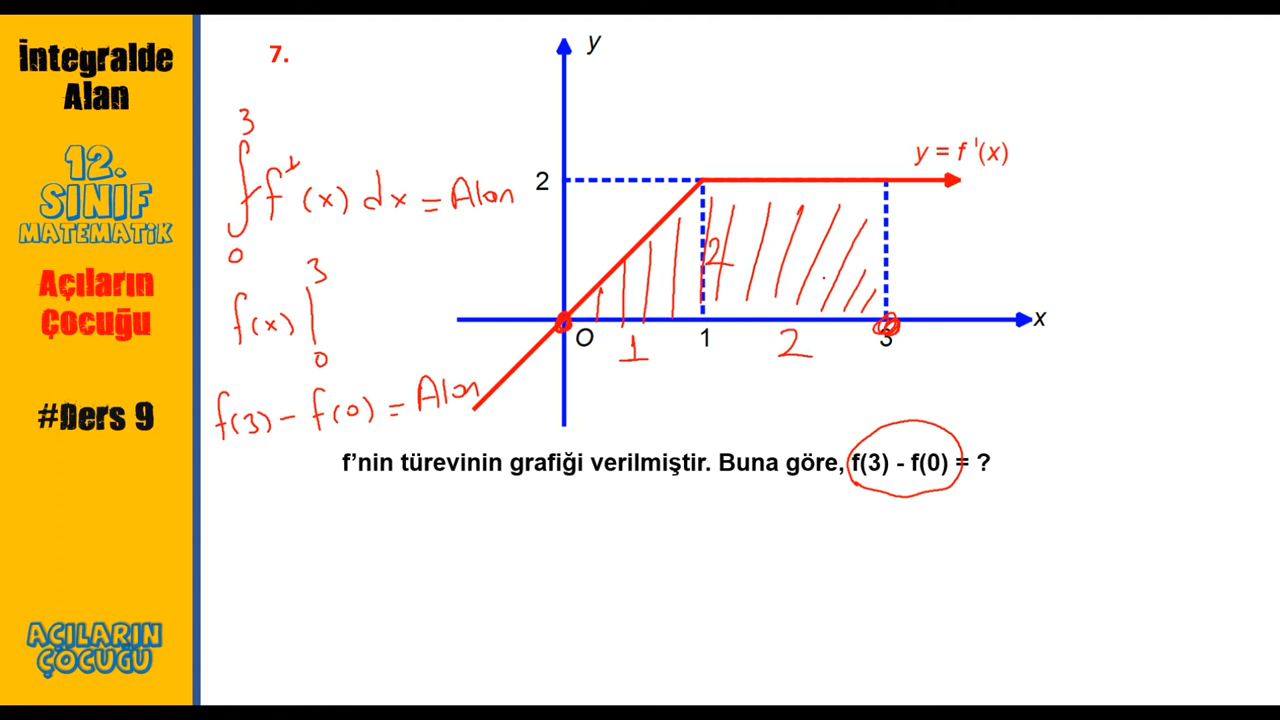 İntegralde
Alan
12.
SINIF
MATEMATİK
Açıların
Çocuğu
#Ders 9
AÇILARIN
ÇOCUĞU
7.
y
y = f '(x)
2
2
O
1
3
x
1
2
3
∫ f' (x) dx = Alan
0
3
f(x) |
0
f(3) - f(0) = Alan
f’nin türevinin grafiği verilmiştir. Buna göre, f(3) - f(0) = ?